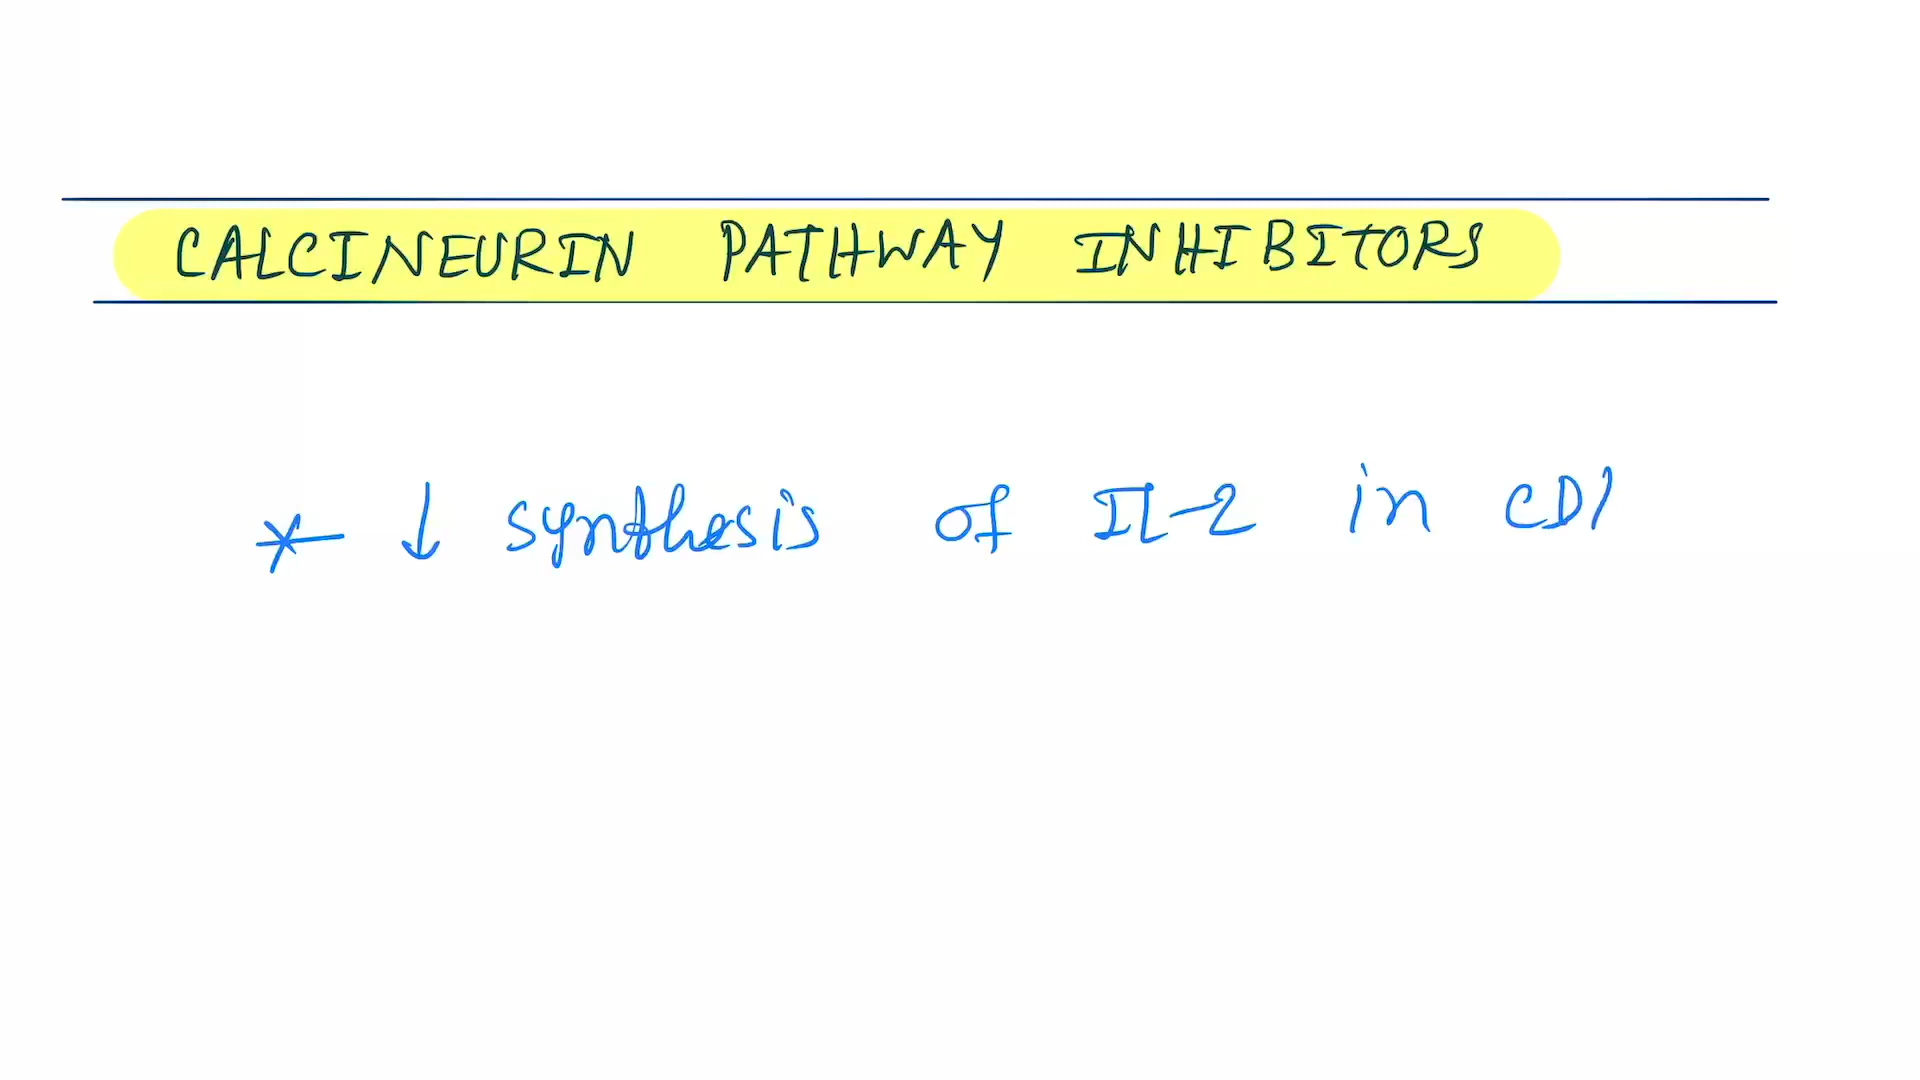 CALCINEURIN PATHWAY INHIBITORS
* ↓ synthesis of IL-2 in CD